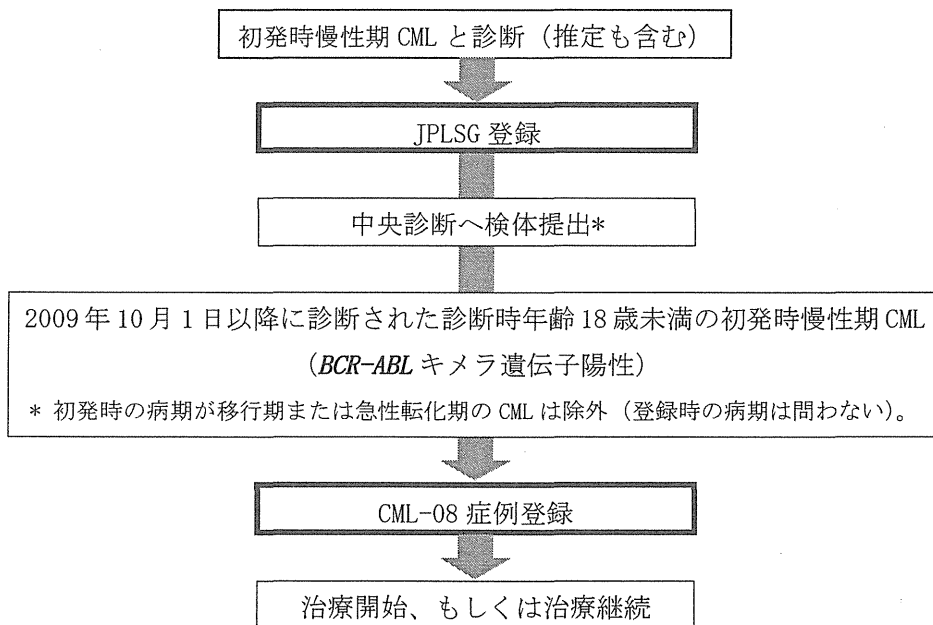 初発時慢性期 CML と診断（推定も含む）
JPLSG 登録
中央診断へ検体提出*
2009 年 10 月 1 日以降に診断された診断時年齢 18 歳未満の初発時慢性期 CML
（BCR-ABL キメラ遺伝子陽性）
* 初発時の病期が移行期または急性転化期の CML は除外（登録時の病期は問わない）。
CML-08 症例登録
治療開始、もしくは治療継続